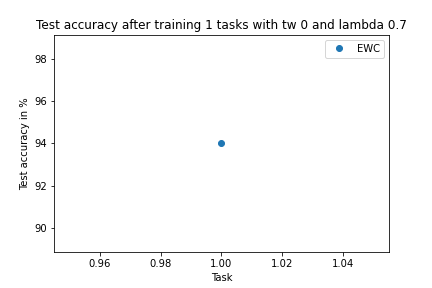 Test accuracy after training 1 tasks with tw 0 and lambda 0.7
EWC
98
96
94
92
90
Test accuracy in %
0.96 0.98 1.00 1.02 1.04
Task